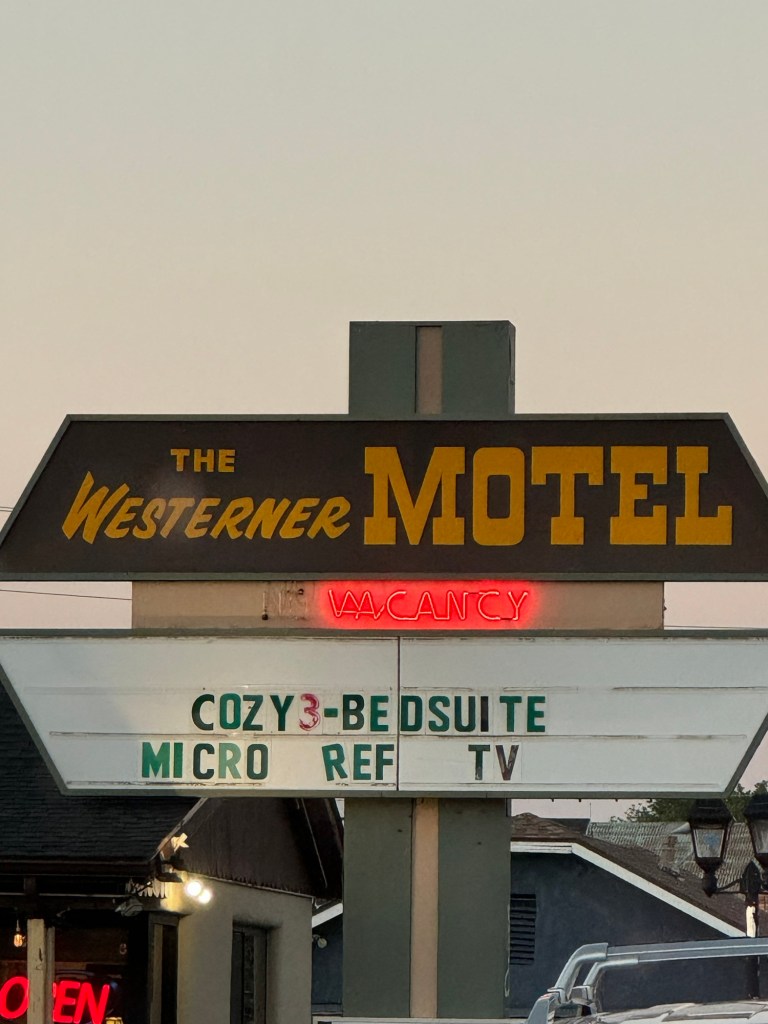 THE
WESTERNER MOTEL
VACANCY
COZY3-BEDSUITE
MICRO REF TV
OPEN